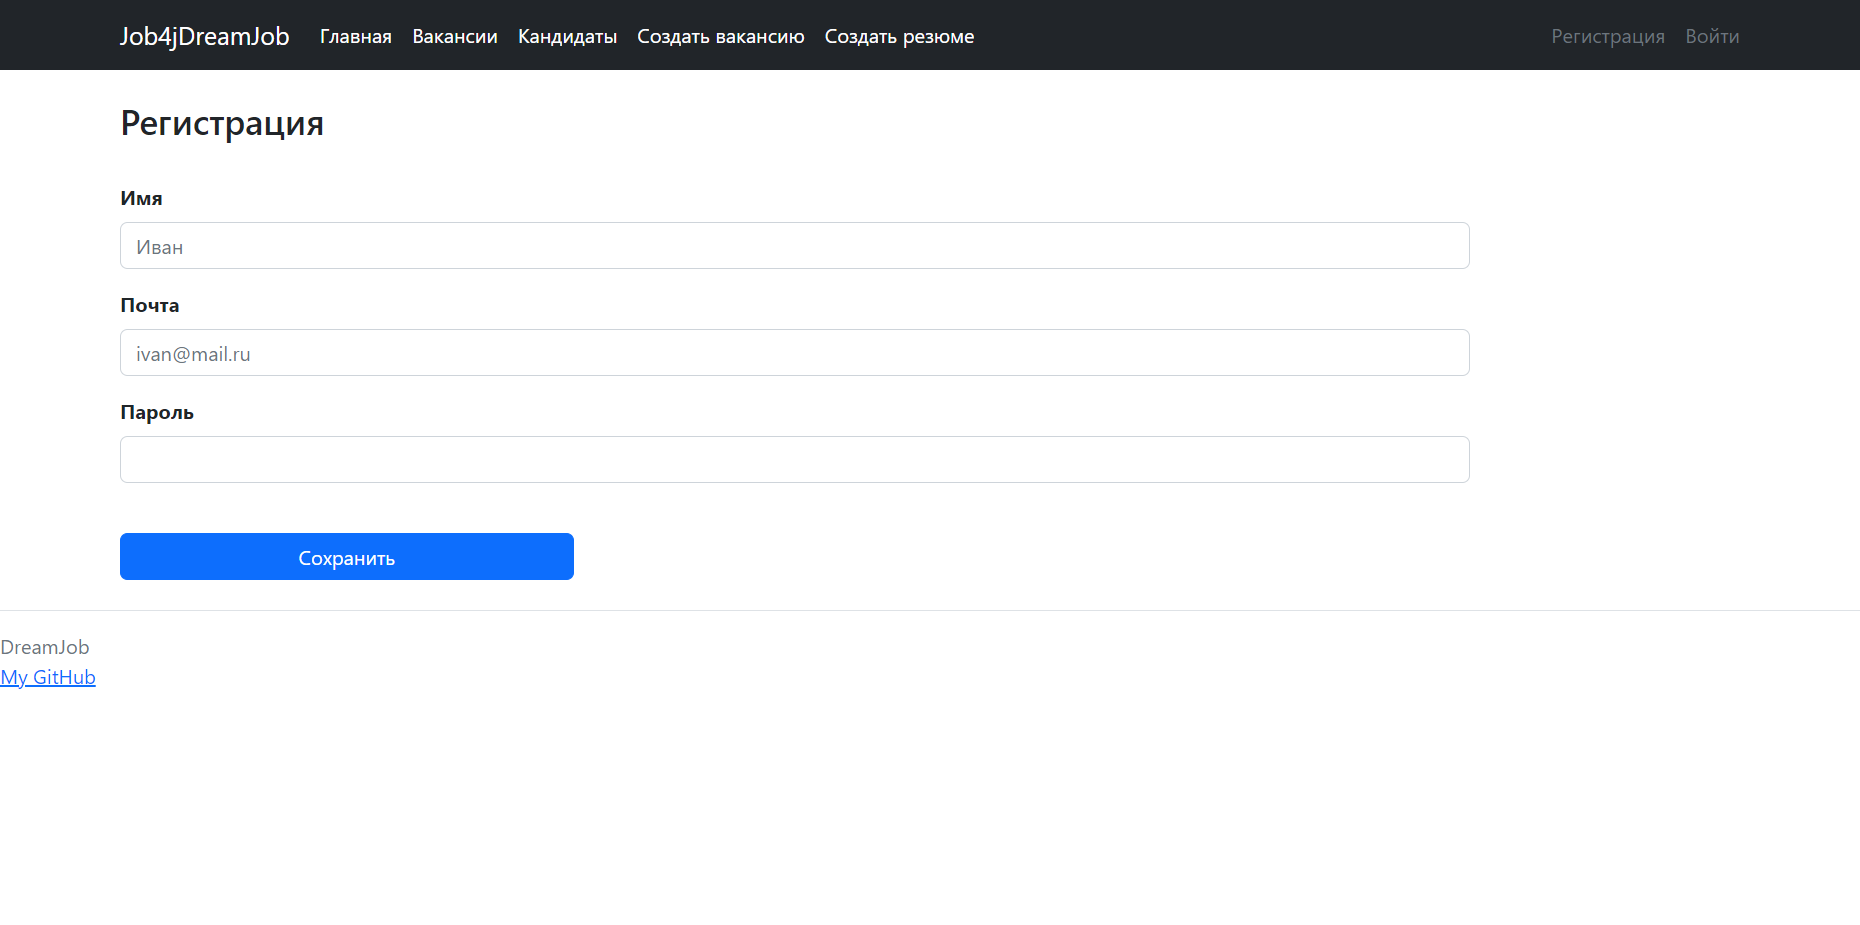 Job4jDreamJob Главная Вакансии Кандидаты Создать вакансию Создать резюме Регистрация Войти
Регистрация
Имя
Иван
Почта
ivan@mail.ru
Пароль
Сохранить
DreamJob
My GitHub